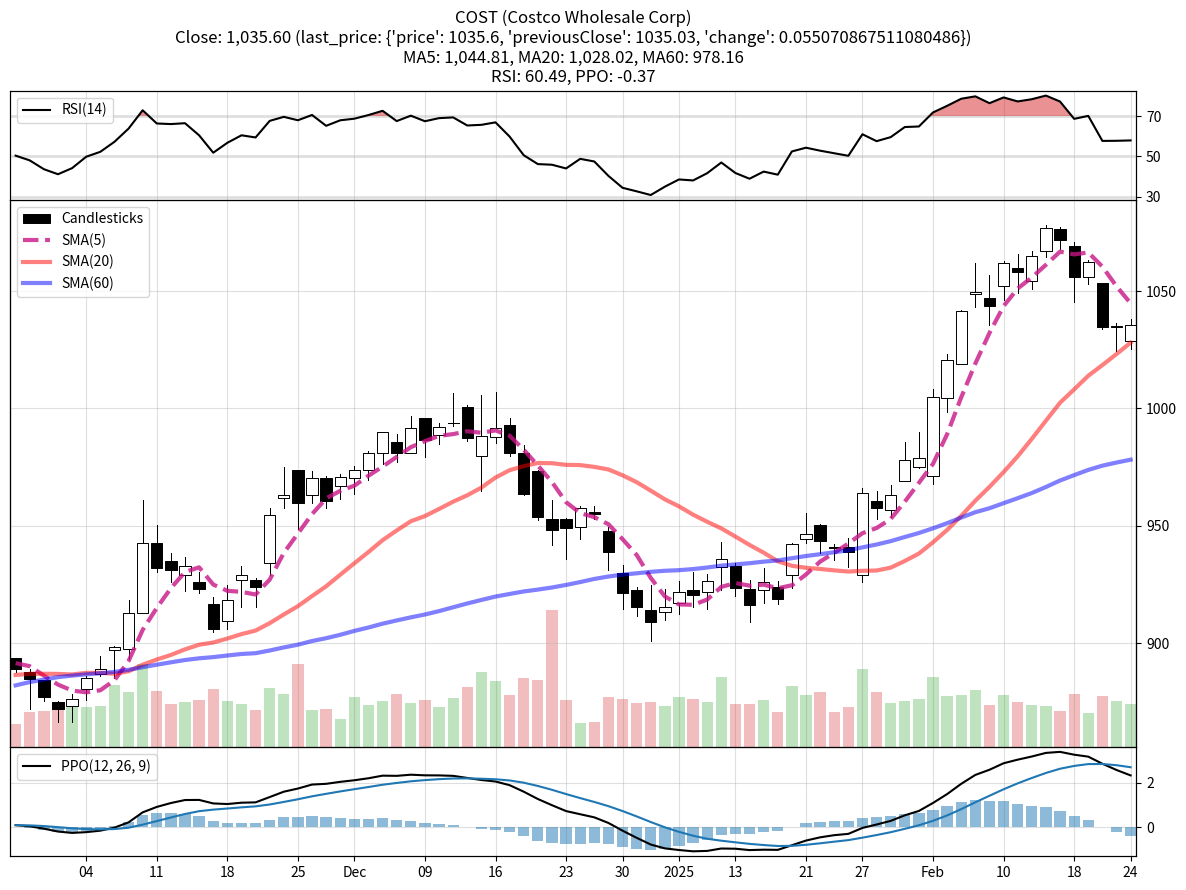 COST (Costco Wholesale Corp)
Close: 1,035.60 (last_price: {'price': 1035.6, 'previousClose': 1035.03, 'change': 0.055070867511080486})
MA5: 1,044.81, MA20: 1,028.02, MA60: 978.16
RSI: 60.49, PPO: -0.37
RSI(14)
70
50
30
Candlesticks
SMA(5)
SMA(20)
SMA(60)
1050
1000
950
900
PPO(12, 26, 9)
2
0
04 11 18 25 Dec 09 16 23 30 2025 13 21 27 Feb 10 18 24